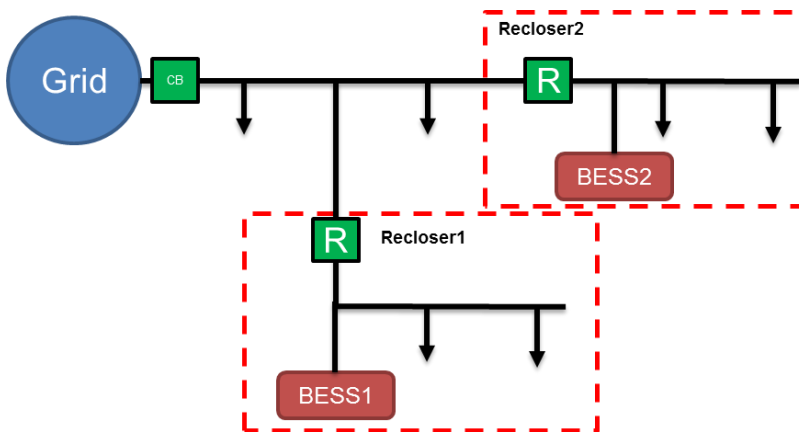 Recloser2
Grid
CB
R
BESS2
R
Recloser1
BESS1